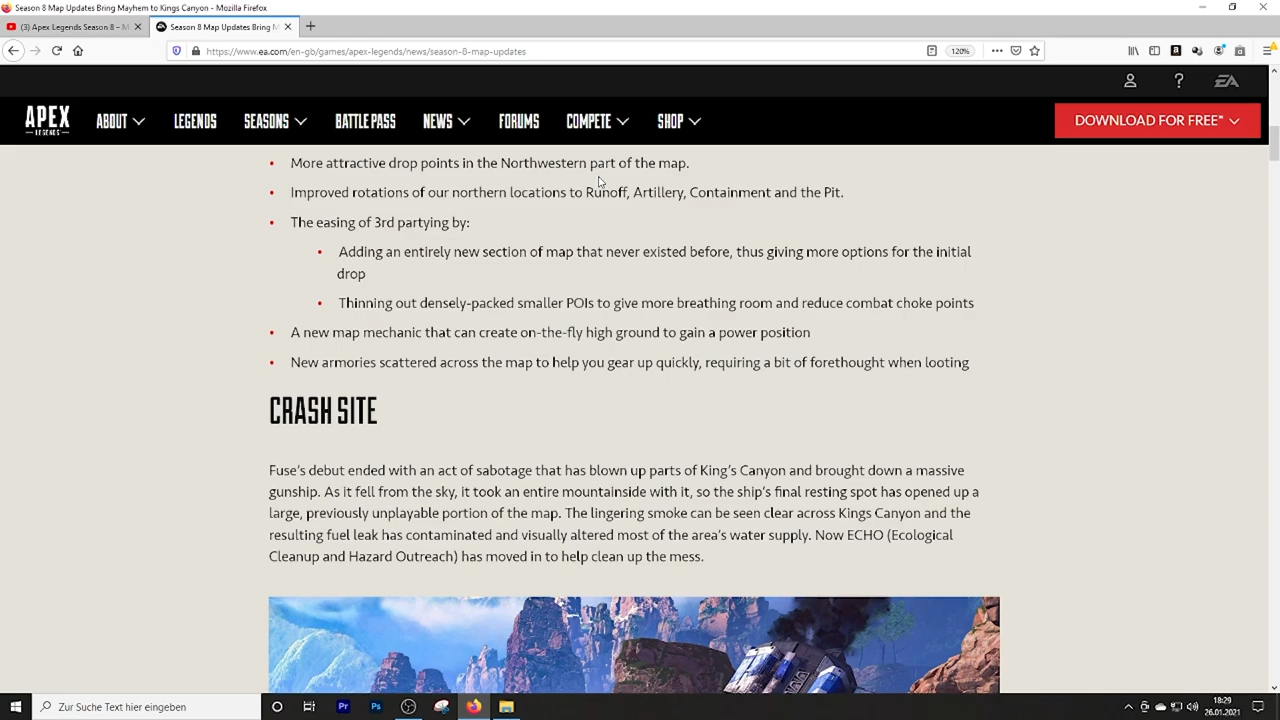 Season 8 Map Updates Bring Mayhem to Kings Canyon - Mozilla Firefox
(3) Apex Legends Season 8 – M
Season 8 Map Updates Bring M
https://www.ea.com/en-gb/games/apex-legends/news/season-8-map-updates
120%
EA
APEX
LEGENDS
ABOUT
LEGENDS
SEASONS
BATTLE PASS
NEWS
FORUMS
COMPETE
SHOP
DOWNLOAD FOR FREE*
• More attractive drop points in the Northwestern part of the map.
• Improved rotations of our northern locations to Runoff, Artillery, Containment and the Pit.
• The easing of 3rd partying by:
• Adding an entirely new section of map that never existed before, thus giving more options for the initial
drop
• Thinning out densely-packed smaller POIs to give more breathing room and reduce combat choke points
• A new map mechanic that can create on-the-fly high ground to gain a power position
• New armories scattered across the map to help you gear up quickly, requiring a bit of forethought when looting
CRASH SITE
Fuse's debut ended with an act of sabotage that has blown up parts of King's Canyon and brought down a massive
gunship. As it fell from the sky, it took an entire mountainside with it, so the ship's final resting spot has opened up a
large, previously unplayable portion of the map. The lingering smoke can be seen clear across Kings Canyon and the
resulting fuel leak has contaminated and visually altered most of the area's water supply. Now ECHO (Ecological
Cleanup and Hazard Outreach) has moved in to help clean up the mess.
Zur Suche Text hier eingeben
Pr
Ps
18:29
26.01.2021